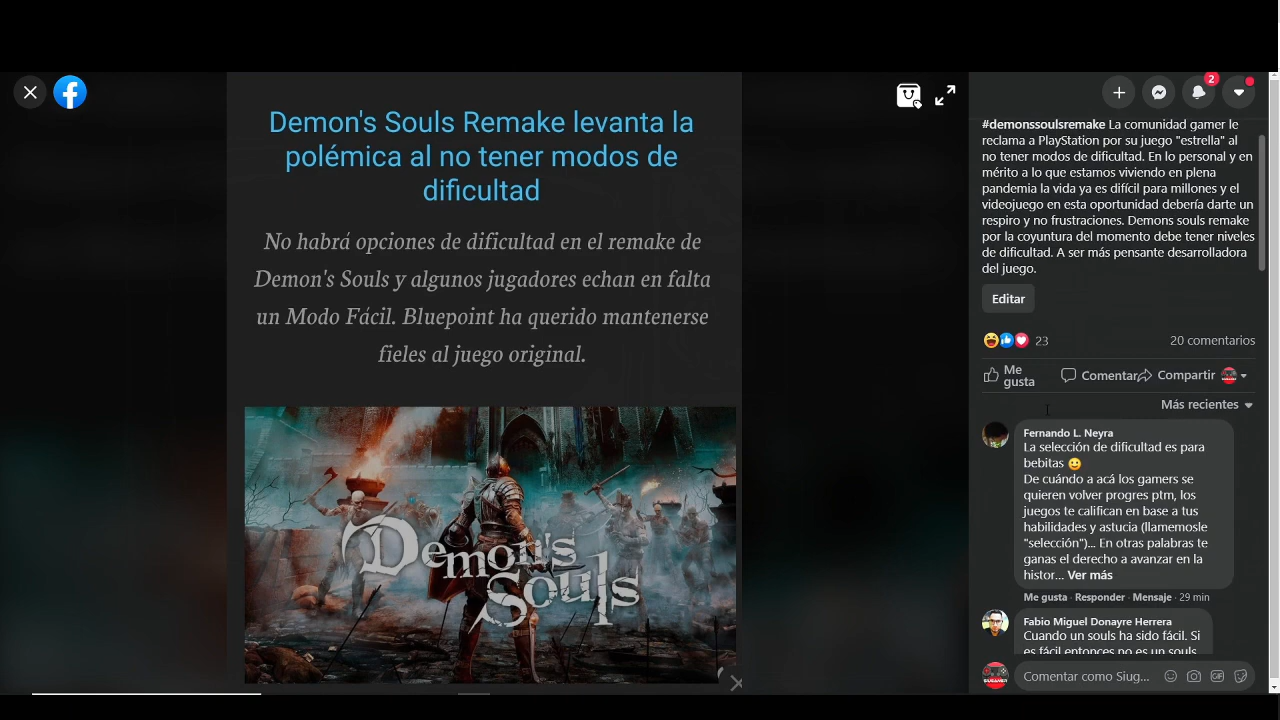 Demon's Souls Remake levanta la
polémica al no tener modos de
dificultad
No habrá opciones de dificultad en el remake de
Demon's Souls y algunos jugadores echan en falta
un Modo Fácil. Bluepoint ha querido mantenerse
fieles al juego original.
Demon's
Souls
2
#demonssoulsremake La comunidad gamer le
reclama a PlayStation por su juego "estrella" al
no tener modos de dificultad. En lo personal y en
mérito a lo que estamos viviendo en plena
pandemia la vida ya es difícil para millones y el
videojuego en esta oportunidad debería darte un
respiro y no frustraciones. Demons souls remake
por la coyuntura del momento debe tener niveles
de dificultad. A ser más pensante desarrolladora
del juego.
Editar
23
20 comentarios
Me
gusta
Comentar
Compartir
Más recientes
Fernando L. Neyra
La selección de dificultad es para
bebitas 🙂
De cuándo a acá los gamers se
quieren volver progres ptm, los
juegos te califican en base a tus
habilidades y astucia (llamemosle
"selección")... En otras palabras te
ganas el derecho a avanzar en la
histor... Ver más
Me gusta · Responder · Mensaje · 29 min
Fabio Miguel Donayre Herrera
Cuando un souls ha sido fácil. Si
es fácil entonces no es un souls
Comentar como Siug...
GIF